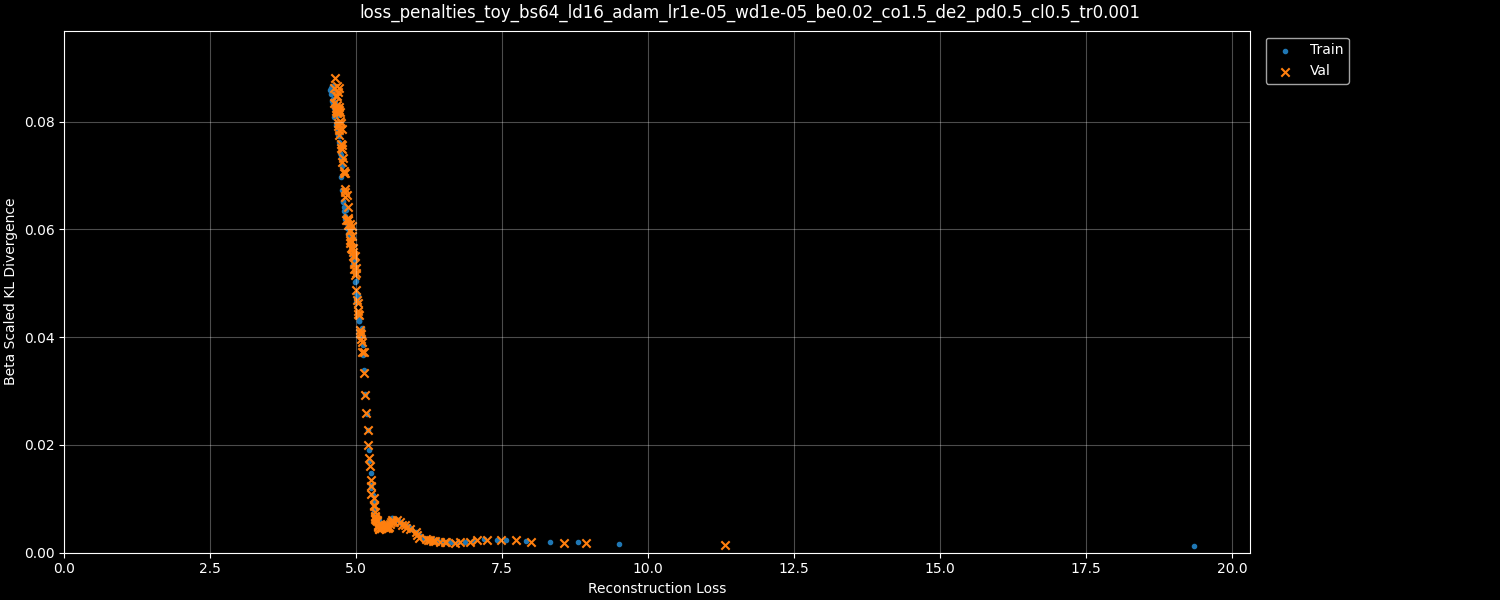 loss_penalties_toy_bs64_ld16_adam_lr1e-05_wd1e-05_be0.02_co1.5_de2_pd0.5_cl0.5_tr0.001
Train
Val
Beta Scaled KL Divergence
0.08
0.06
0.04
0.02
0.00
0.0 2.5 5.0 7.5 10.0 12.5 15.0 17.5 20.0
Reconstruction Loss